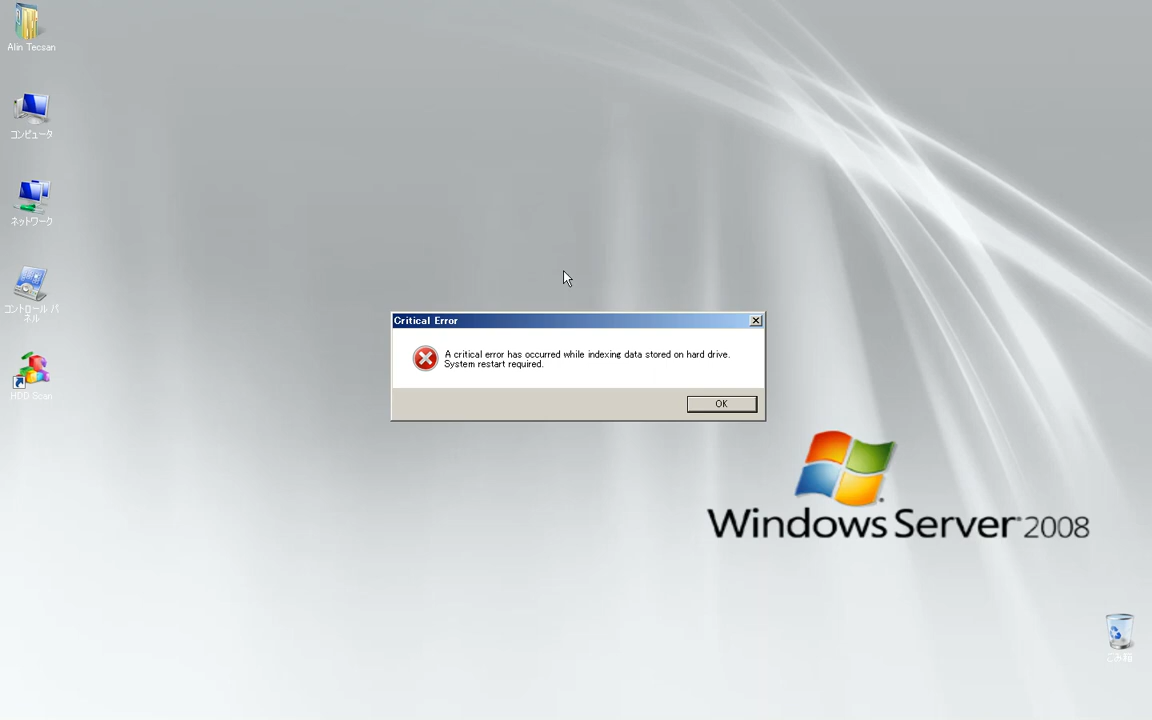 Alin Tecsan
コンピュータ
ネットワーク
コントロール パ
ネル
HDD Scan
Critical Error
A critical error has occurred while indexing data stored on hard drive.
System restart required.
OK
Windows Server 2008
ごみ箱